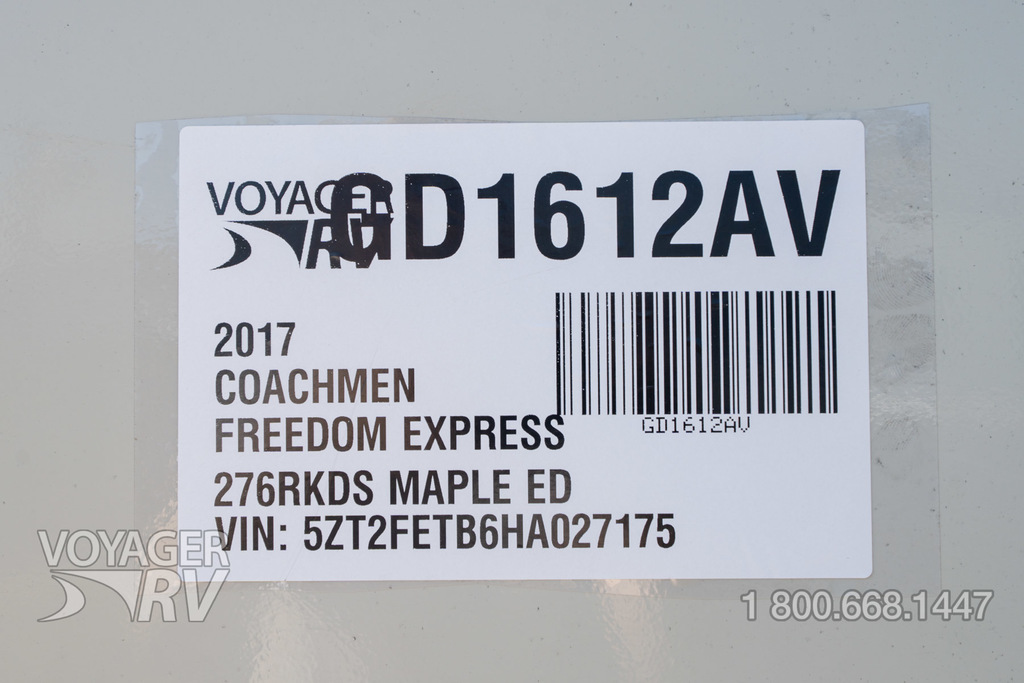 VOYAGER
RV
GD1612AV
GD1612AV
2017
COACHMEN
FREEDOM EXPRESS
276RKDS MAPLE ED
VIN: 5ZT2FETB6HA027175
VOYAGER
RV
1 800.668.1447